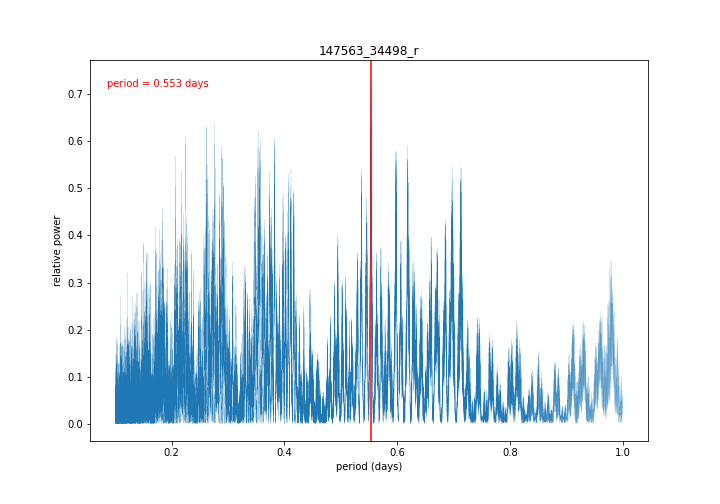 147563_34498_r
period = 0.553 days
0.7
0.6
0.5
0.4
0.3
0.2
0.1
0.0
relative power
0.2 0.4 0.6 0.8 1.0
period (days)